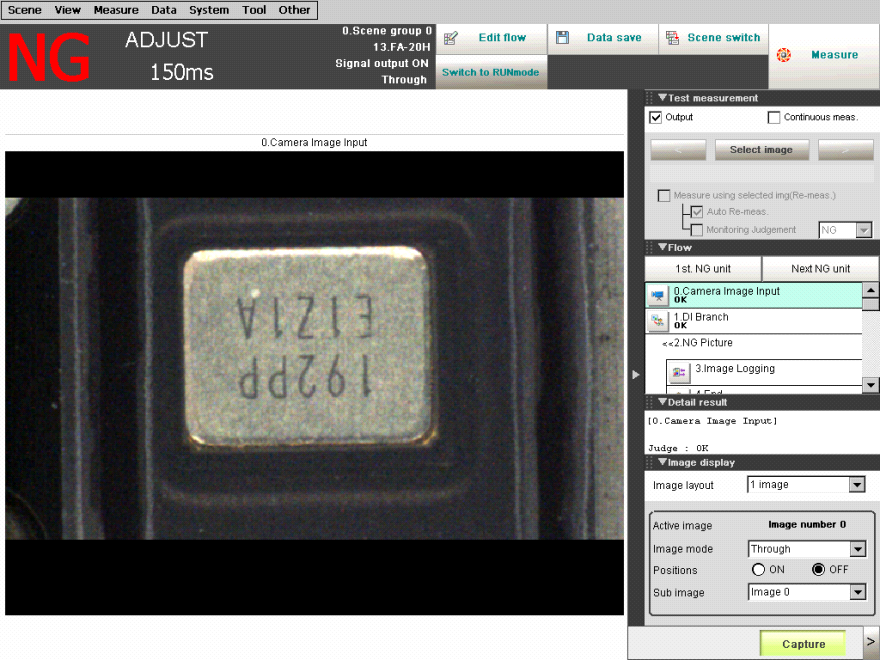 Scene View Measure Data System Tool Other
NG
ADJUST
150ms
0.Scene group 0
13.FA-20H
Signal output ON
Through
Edit flow
Data save
Scene switch
Switch to RUNmode
Measure
0.Camera Image Input
192PP
E1Z1A
Test measurement
Output
Continuous meas.
<
Select image
>
Measure using selected img(Re-meas.)
Auto Re-meas.
Monitoring Judgement
NG
Flow
1st. NG unit
Next NG unit
0.Camera Image Input
OK
1.DI Branch
OK
<<2.NG Picture
3.Image Logging
4.End
Detail result
[0.Camera Image Input]
Judge : OK
Image display
Image layout
1 image
Active image
Image number 0
Image mode
Through
Positions
ON
OFF
Sub image
Image 0
Capture
>